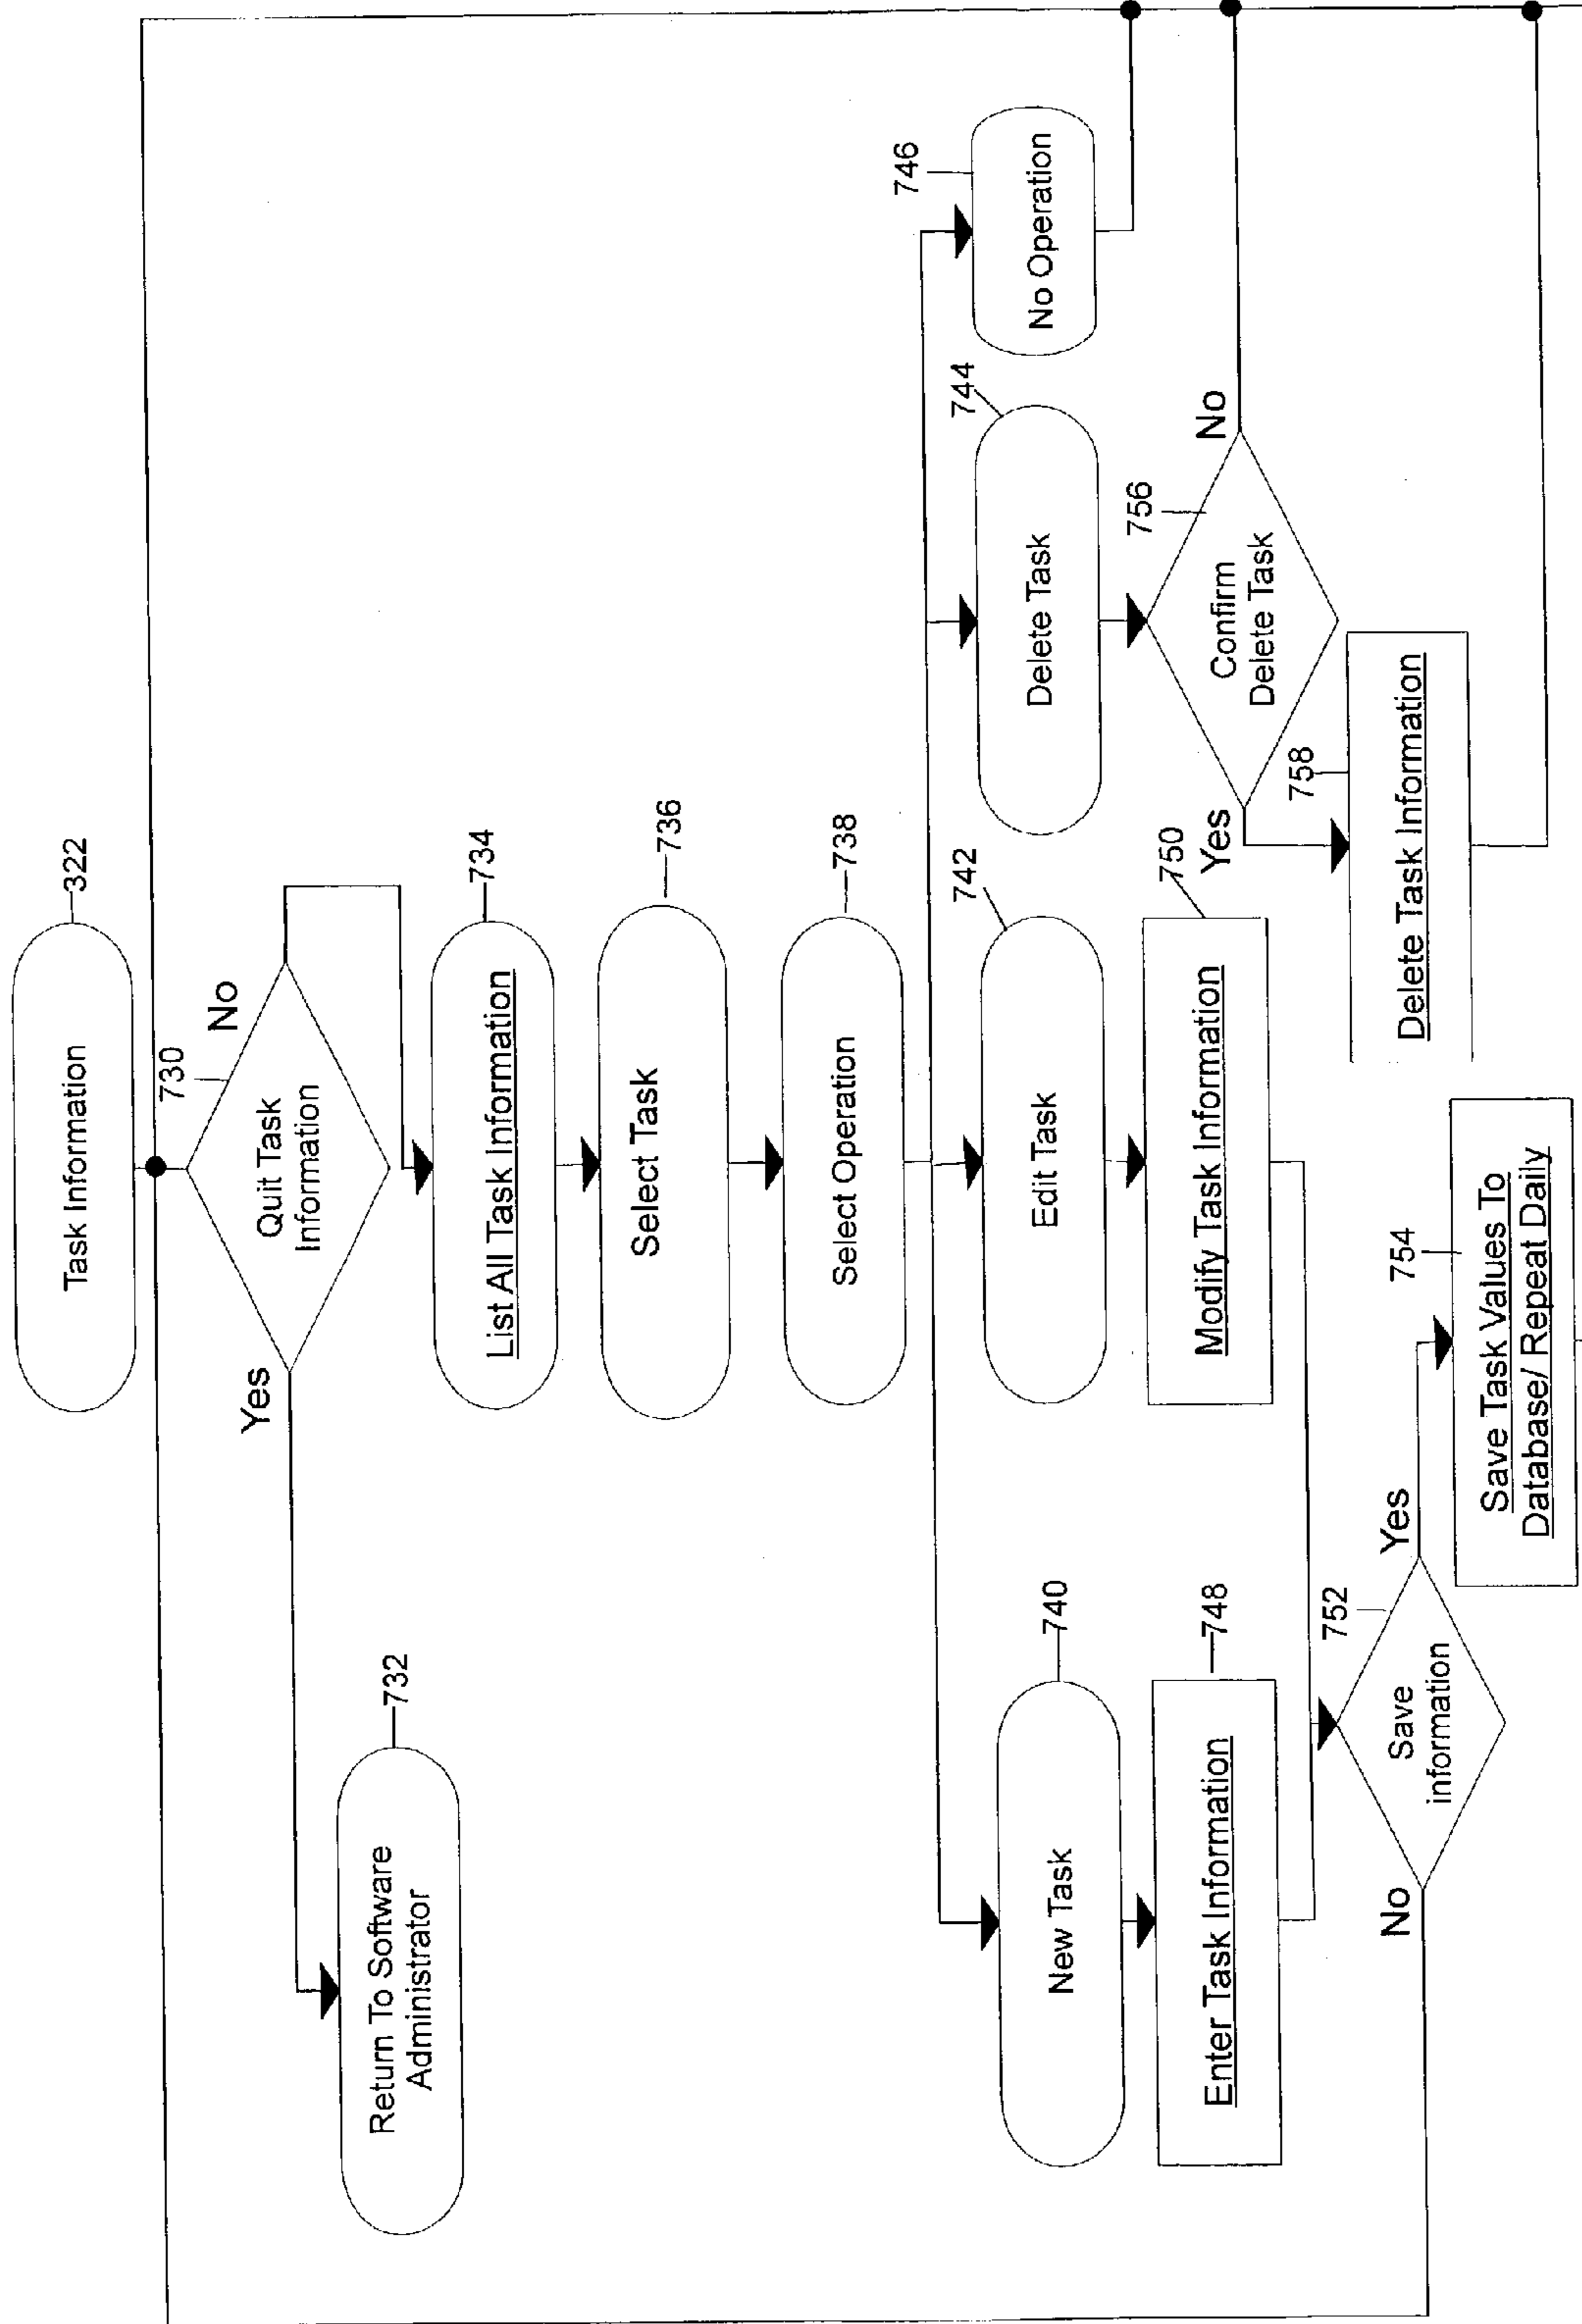 322
Task Information
730
No
Quit Task
Information
Yes
732
Return To Software
Administrator
734
List All Task Information
736
Select Task
738
Select Operation
740
New Task
742
Edit Task
744
Delete Task
746
No Operation
748
Enter Task Information
750
Modify Task Information
756
Confirm
Delete Task
No
Yes
758
Delete Task Information
752
Save
information
No
Yes
754
Save Task Values To
Database/ Repeat Daily